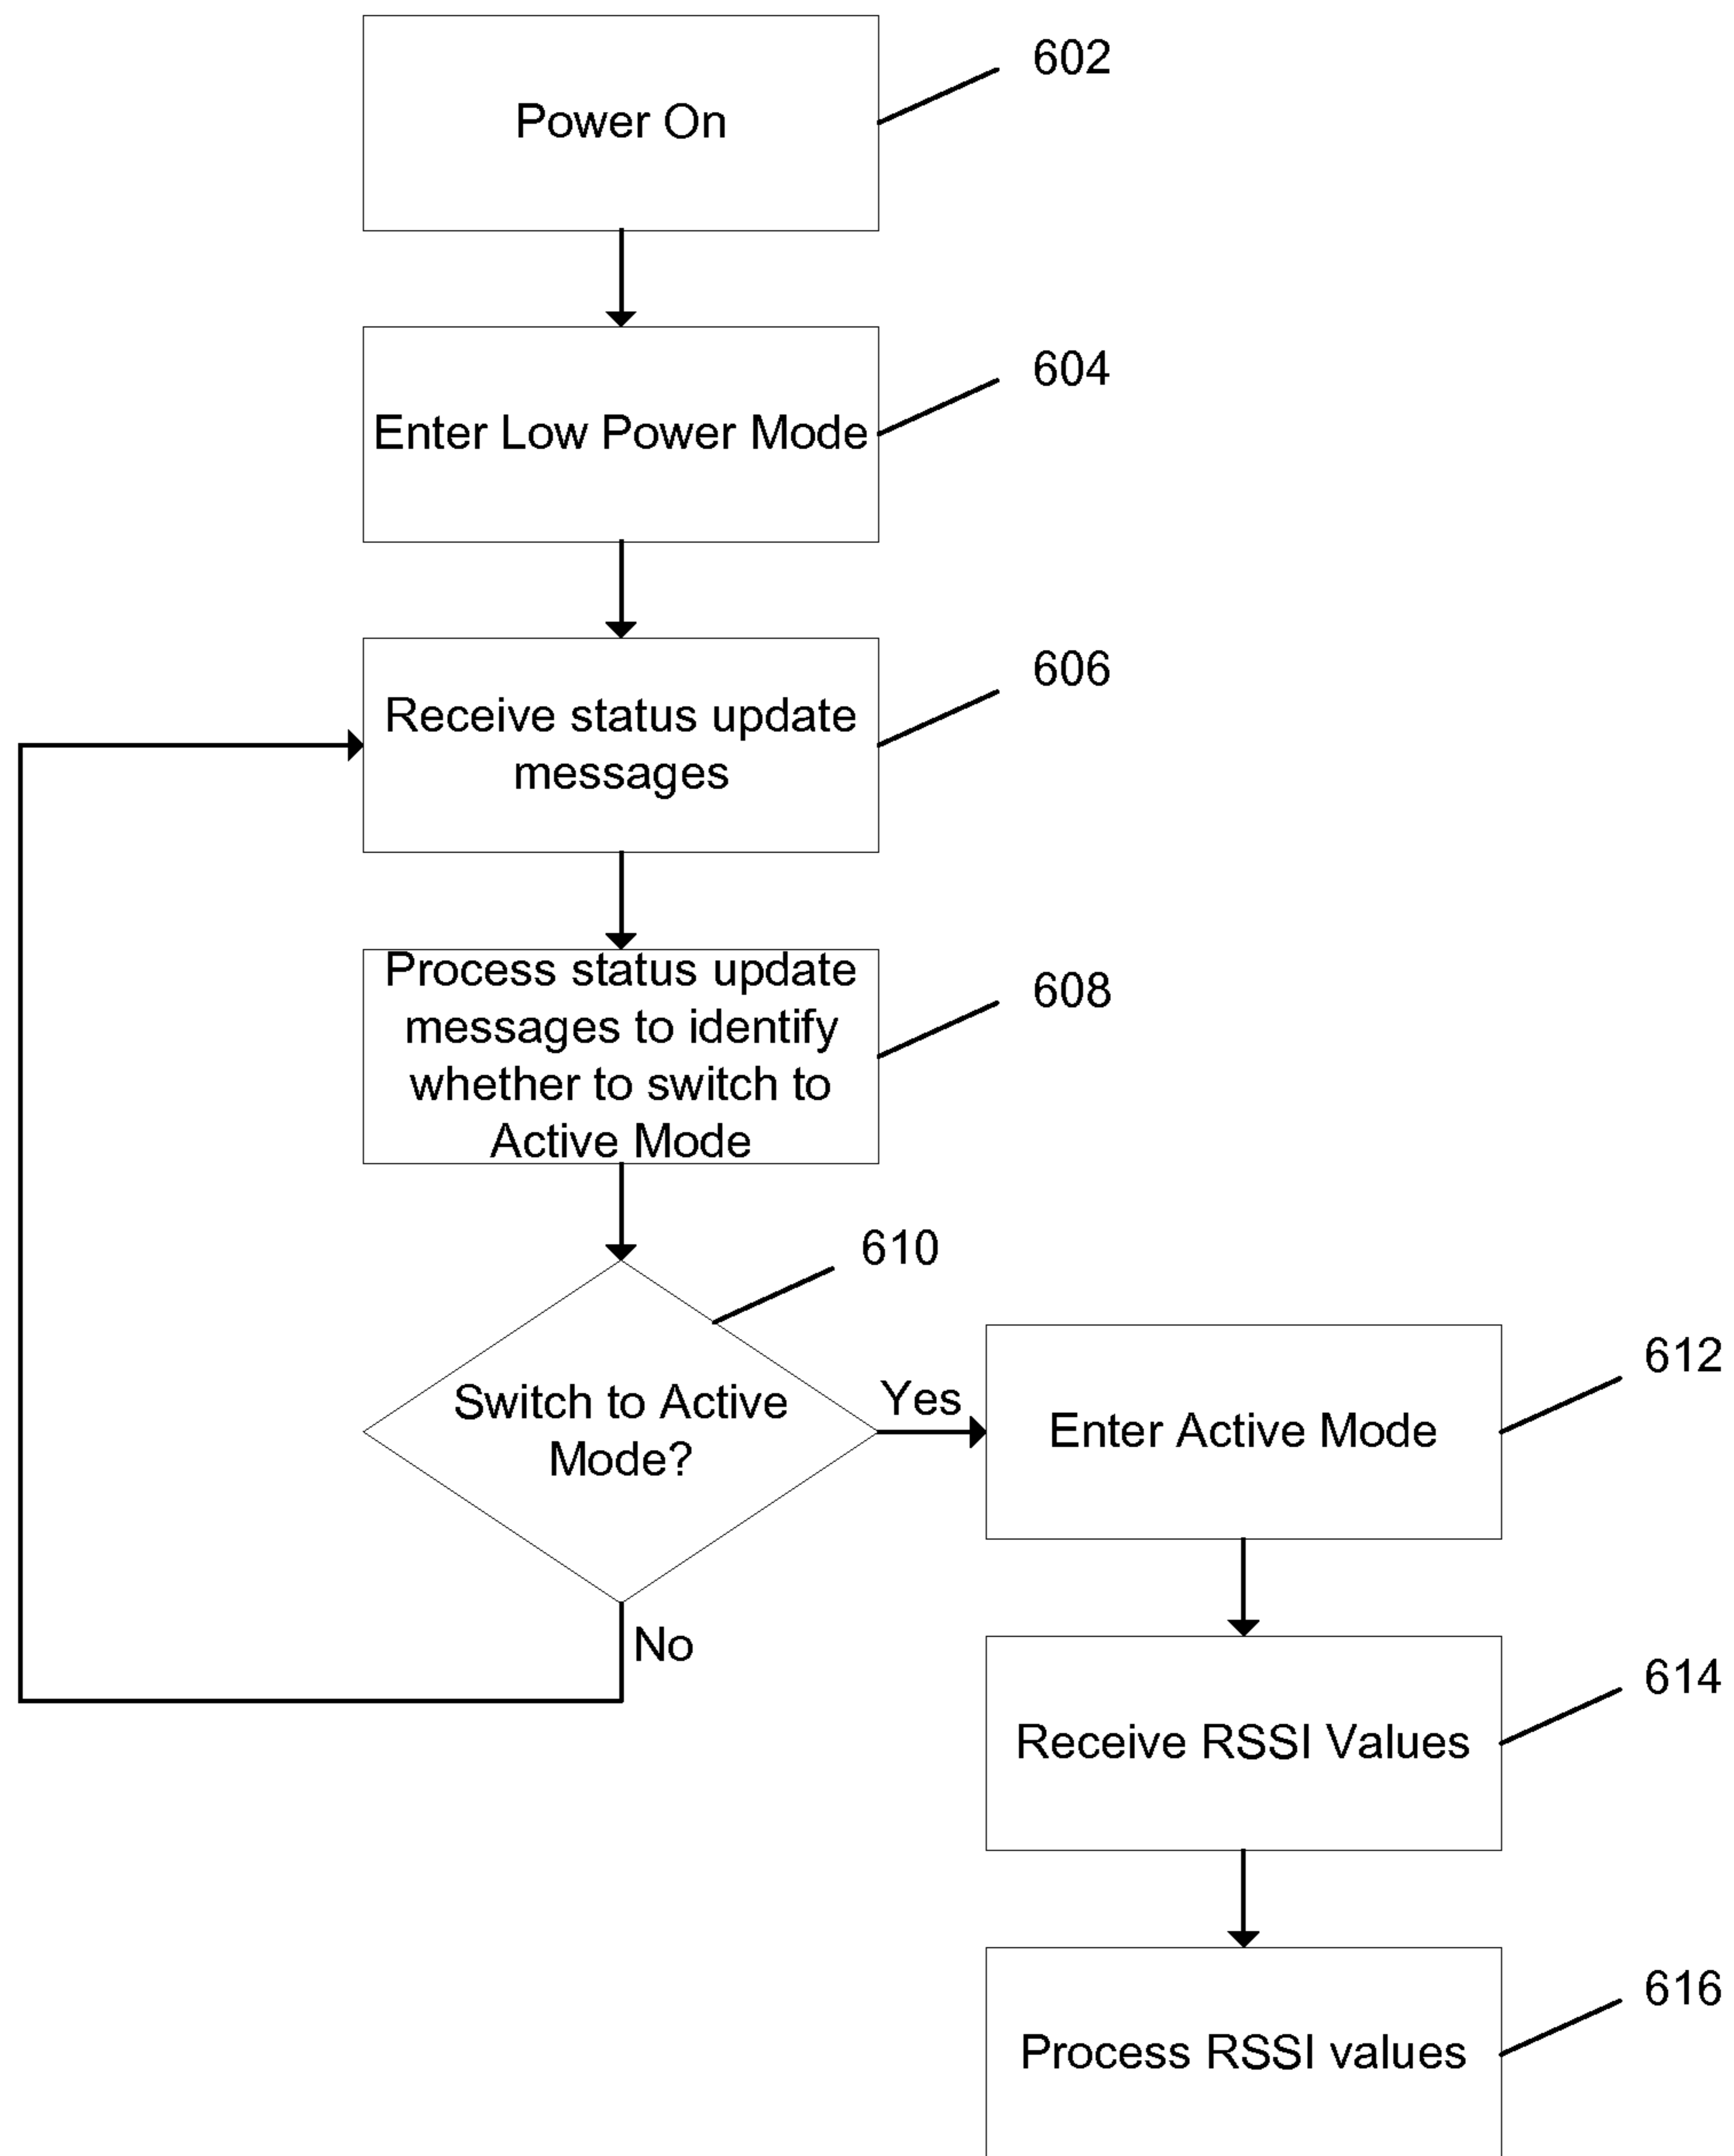 602
Power On
604
Enter Low Power Mode
606
Receive status update
messages
608
Process status update
messages to identify
whether to switch to
Active Mode
610
Switch to Active
Mode?
Yes
No
612
Enter Active Mode
614
Receive RSSI Values
616
Process RSSI values